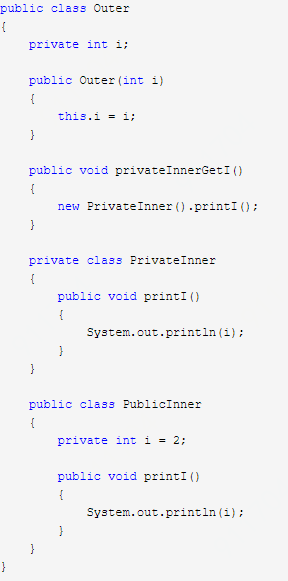 public class Outer
{
    private int i;

    public Outer(int i)
    {
        this.i = i;
    }

    public void privateInnerGetI()
    {
        new PrivateInner().printI();
    }

    private class PrivateInner
    {
        public void printI()
        {
            System.out.println(i);
        }
    }

    public class PublicInner
    {
        private int i = 2;

        public void printI()
        {
            System.out.println(i);
        }
    }
}